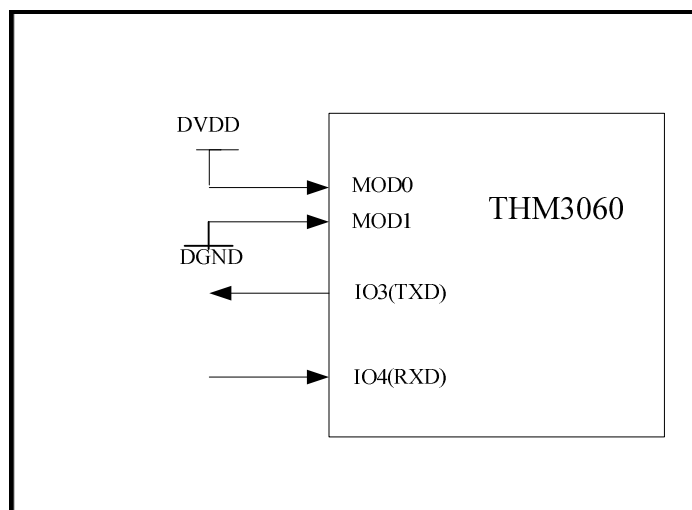 DVDD
MOD0
THM3060
MOD1
DGND
IO3(TXD)
IO4(RXD)